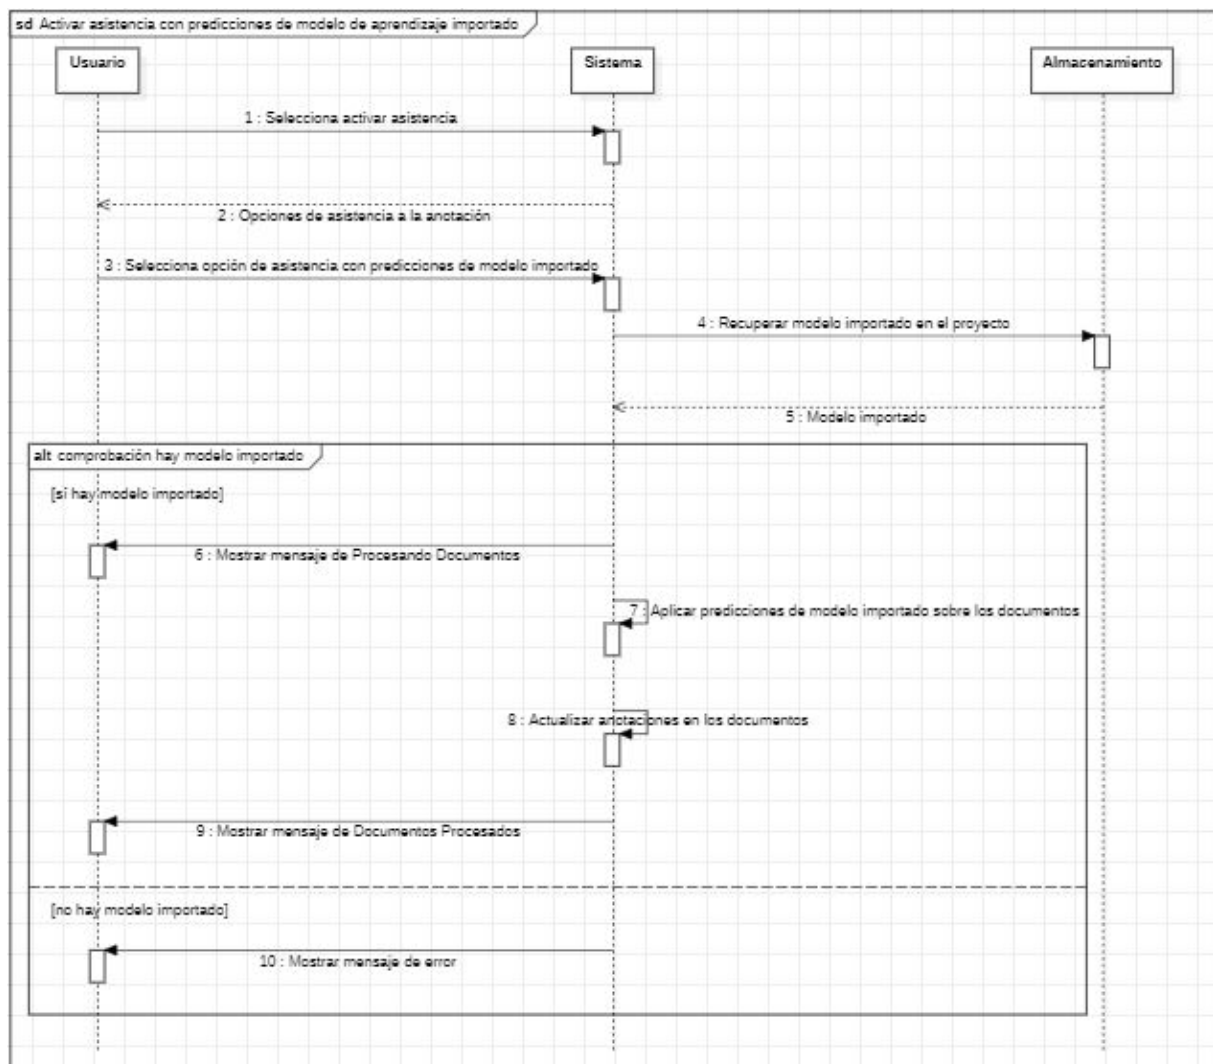 sd Activar asistencia con predicciones de modelo de aprendizaje importado
Usuario
Sistema
Almacenamiento
1 : Selecciona activar asistencia
2 : Opciones de asistencia a la anotación
3 : Selecciona opción de asistencia con predicciones de modelo importado
4 : Recuperar modelo importado en el proyecto
5 : Modelo importado
alt comprobación hay modelo importado
[sí hay modelo importado]
6 : Mostrar mensaje de Procesando Documentos
7 : Aplicar predicciones de modelo importado sobre los documentos
8 : Actualizar anotaciones en los documentos
9 : Mostrar mensaje de Documentos Procesados
[no hay modelo importado]
10 : Mostrar mensaje de error